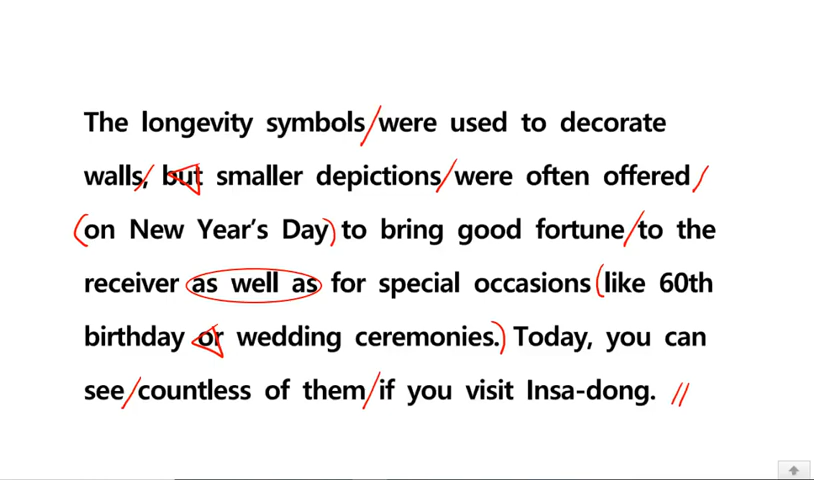 The longevity symbols were used to decorate
walls, but smaller depictions were often offered
on New Year's Day to bring good fortune to the
receiver as well as for special occasions like 60th
birthday or wedding ceremonies. Today, you can
see countless of them if you visit Insa-dong.